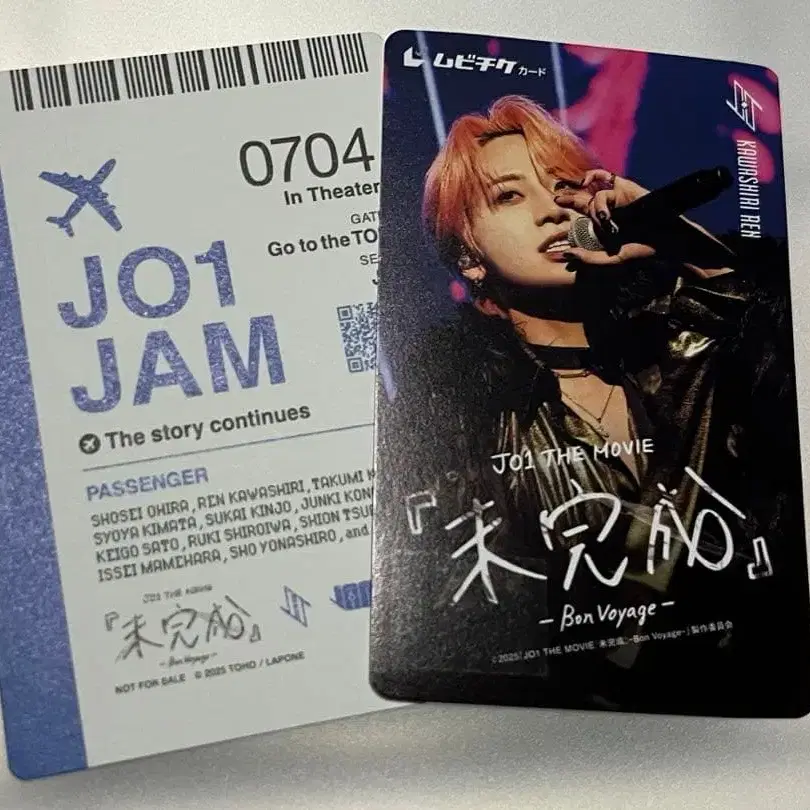 0704
In Theater
GAT
Go to the TO
SE
J
JO1
JAM
The story continues
PASSENGER
SHOSEI OHIRA, REN KAWASHIRI, TAKUMI K
SYOYA KIMATA, SUKAI KINJO, JUNKI KON
KEIGO SATO, RUKI SHIROIWA, SHION TSU
ISSEI MAMEHARA, SHO YONASHIRO, and
JO1 THE MOVIE
『未完成』
-Bon Voyage-
NOT FOR SALE © 2025 TOHO / LAPONE
ムビチケカード
KAWASHIRI REN
JO1 THE MOVIE
『未完成』
-Bon Voyage-
©2025「JO1 THE MOVIE『未完成』-Bon Voyage-」製作委員会